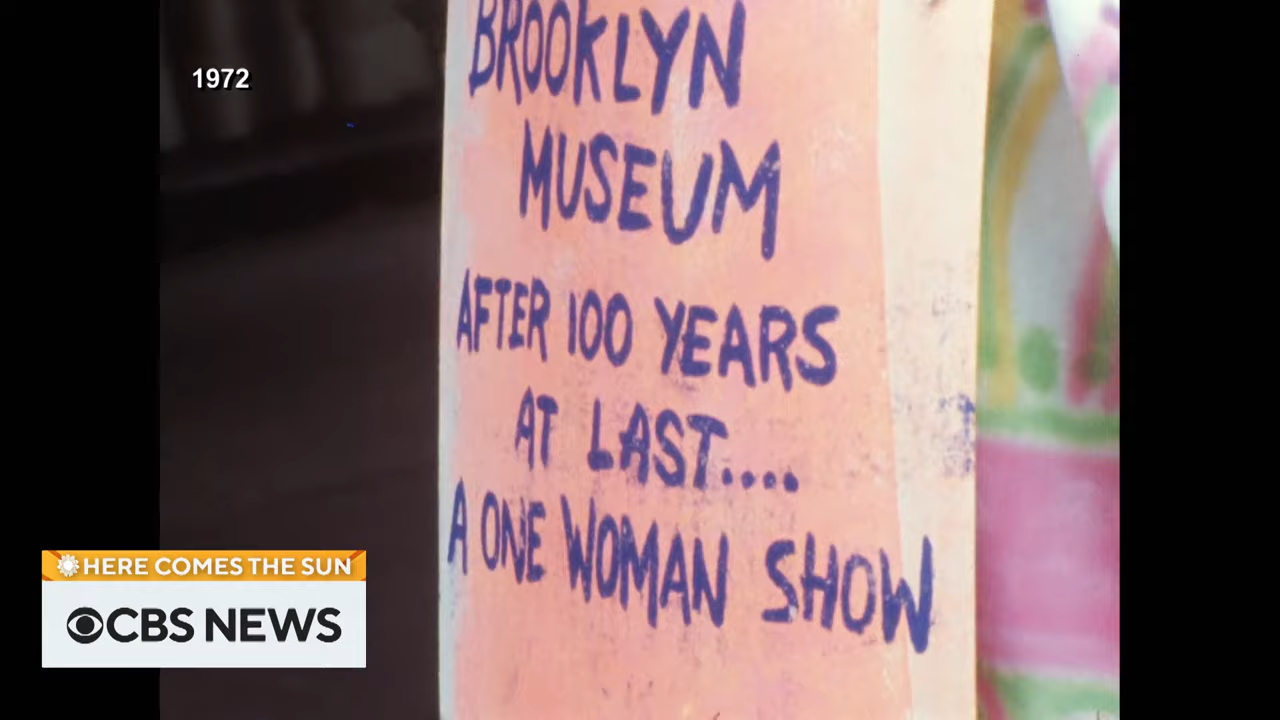 1972
BROOKLYN
MUSEUM
AFTER 100 YEARS
AT LAST....
A ONE WOMAN SHOW
HERE COMES THE SUN
CBS NEWS